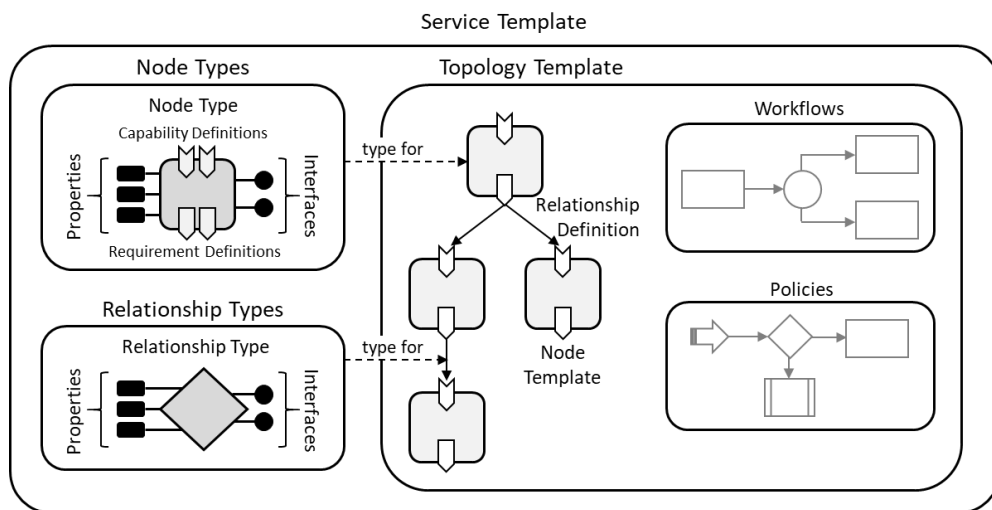 Service Template
Node Types
Node Type
Capability Definitions
Properties
Interfaces
Requirement Definitions
Relationship Types
Relationship Type
Properties
Interfaces
type for
type for
Topology Template
Relationship
Definition
Node
Template
Workflows
Policies